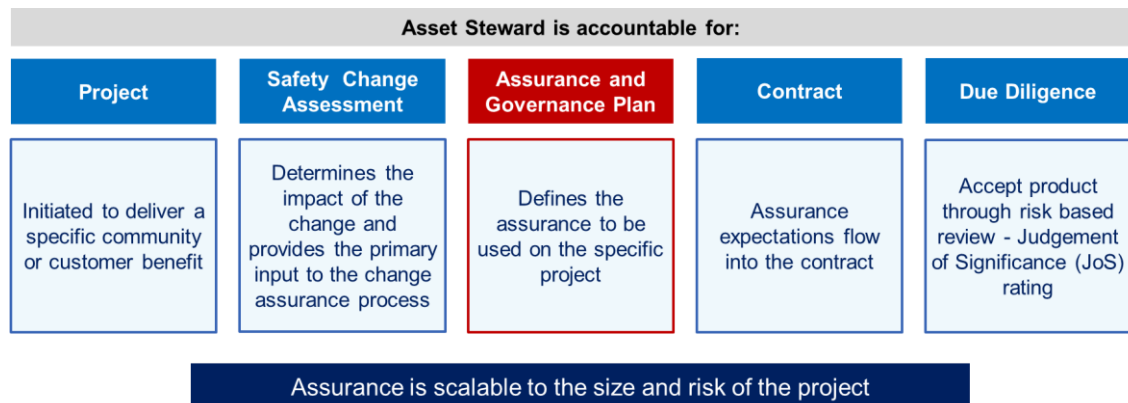 Asset Steward is accountable for:
Project
Safety Change
Assessment
Assurance and
Governance Plan
Contract
Due Diligence
Initiated to deliver a
specific community
or customer benefit
Determines the
impact of the
change and
provides the primary
input to the change
assurance process
Defines the
assurance to be
used on the specific
project
Assurance
expectations flow
into the contract
Accept product
through risk based
review - Judgement
of Significance (JoS)
rating
Assurance is scalable to the size and risk of the project